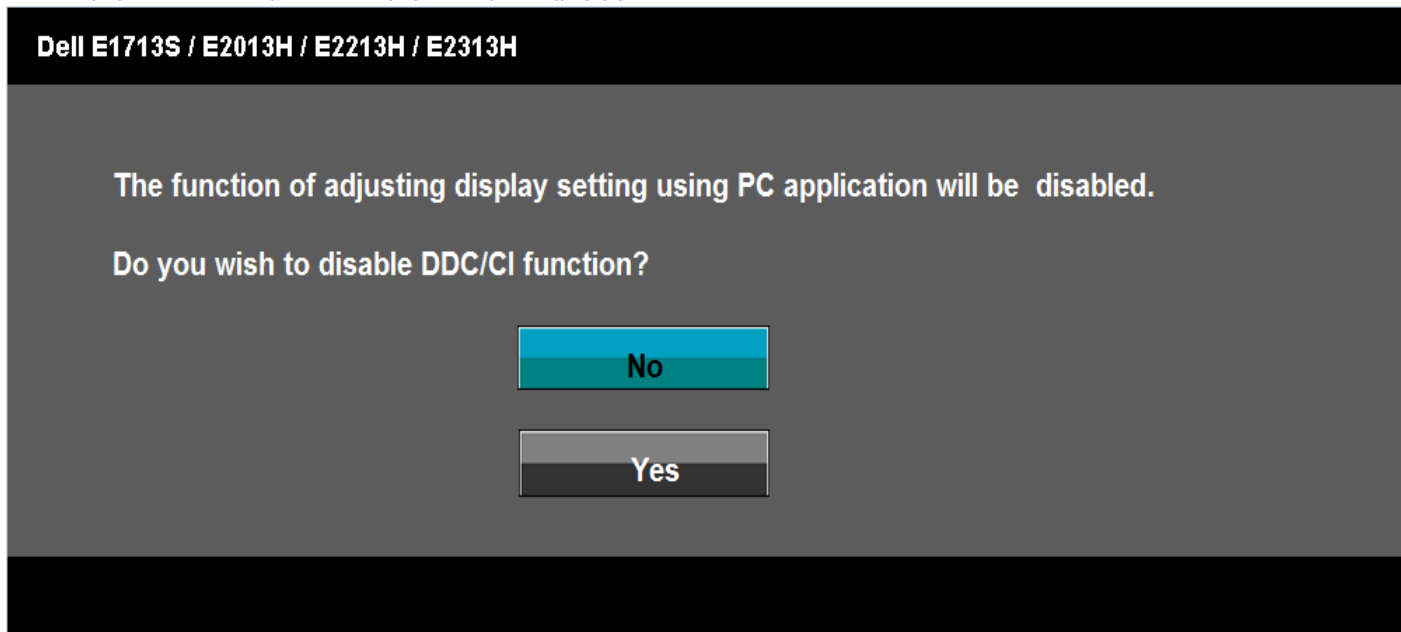 Dell E1713S / E2013H / E2213H / E2313H
The function of adjusting display setting using PC application will be disabled.
Do you wish to disable DDC/CI function?
No
Yes